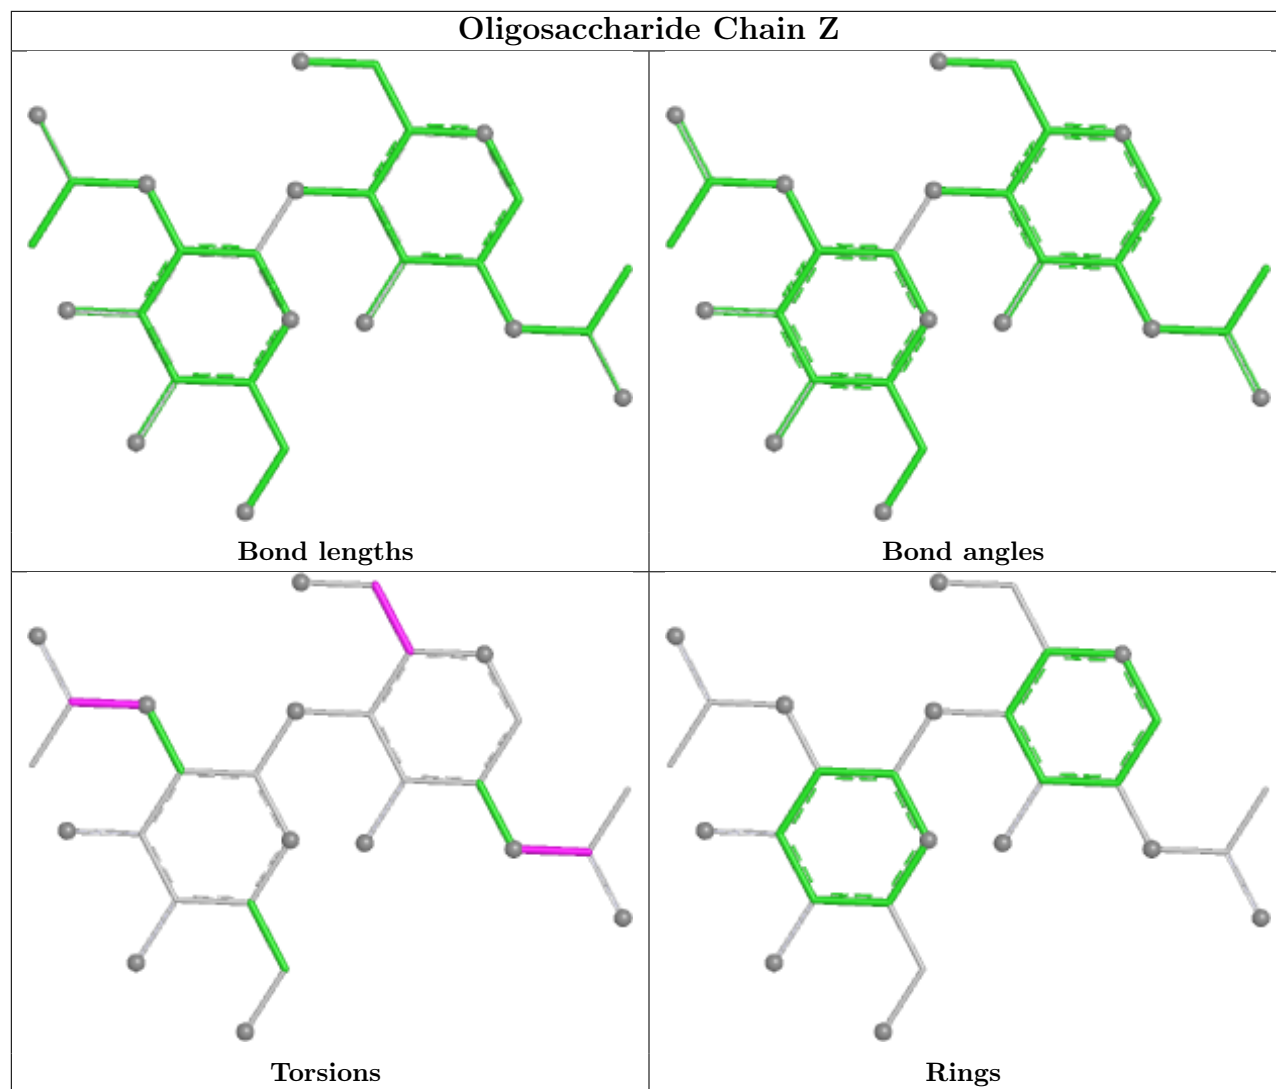 Oligosaccharide Chain Z
Bond lengths
Bond angles
Torsions
Rings